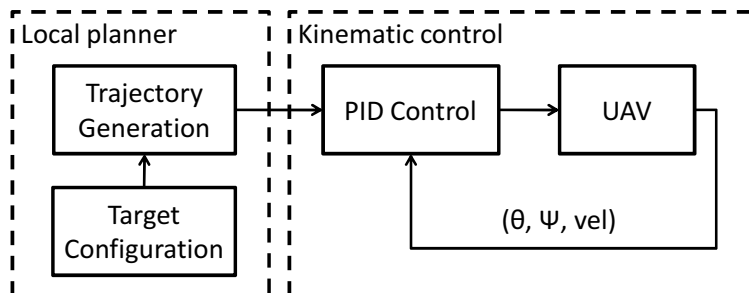 Local planner
Trajectory
Generation
Target
Configuration
Kinematic control
PID Control
UAV
(θ, Ψ, vel)